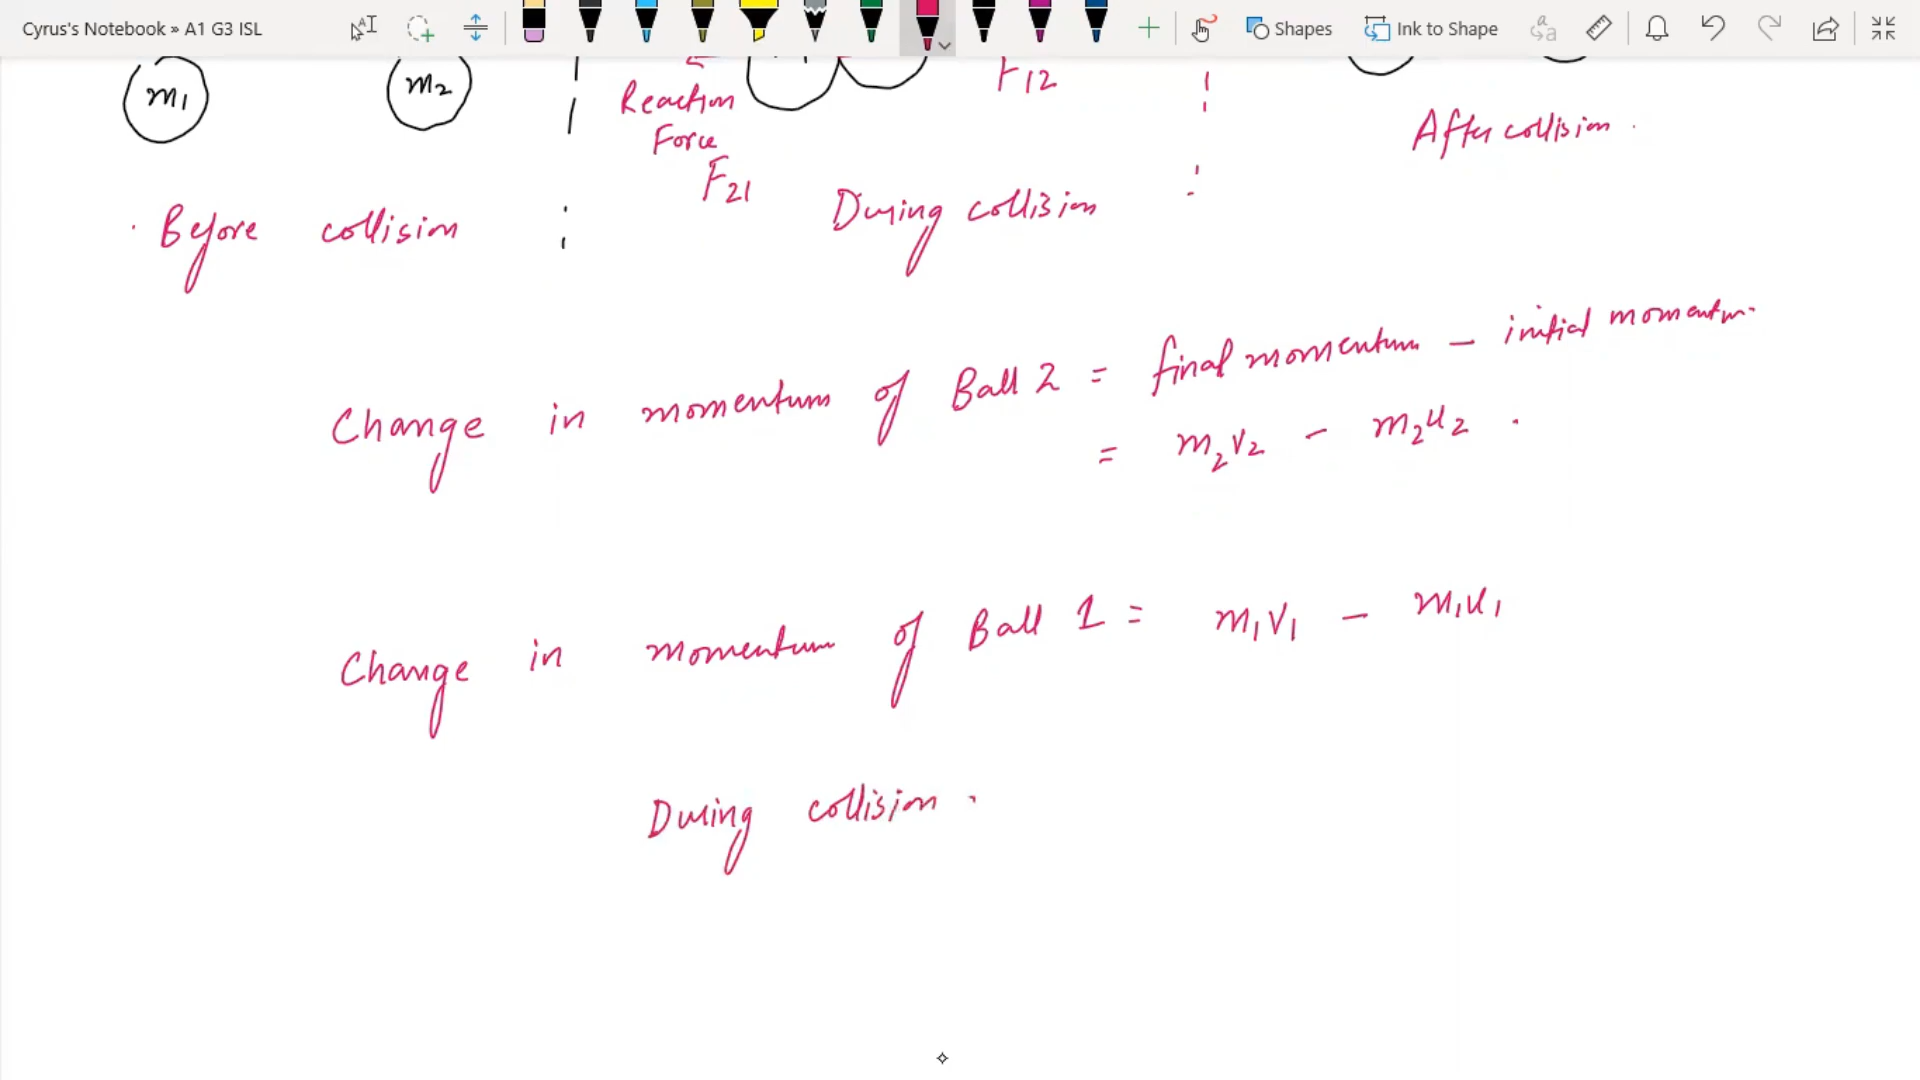 Cyrus's Notebook » A1 G3 ISL
Shapes
Ink to Shape
m1
m2
Reaction
Force
F21
F12
After collision
Before collision
During collision
Change in momentum of Ball 2 = final momentum - initial momentum.
= m2v2 - m2u2 .
Change in momentum of Ball 1 = m1v1 - m1u1
During collision .